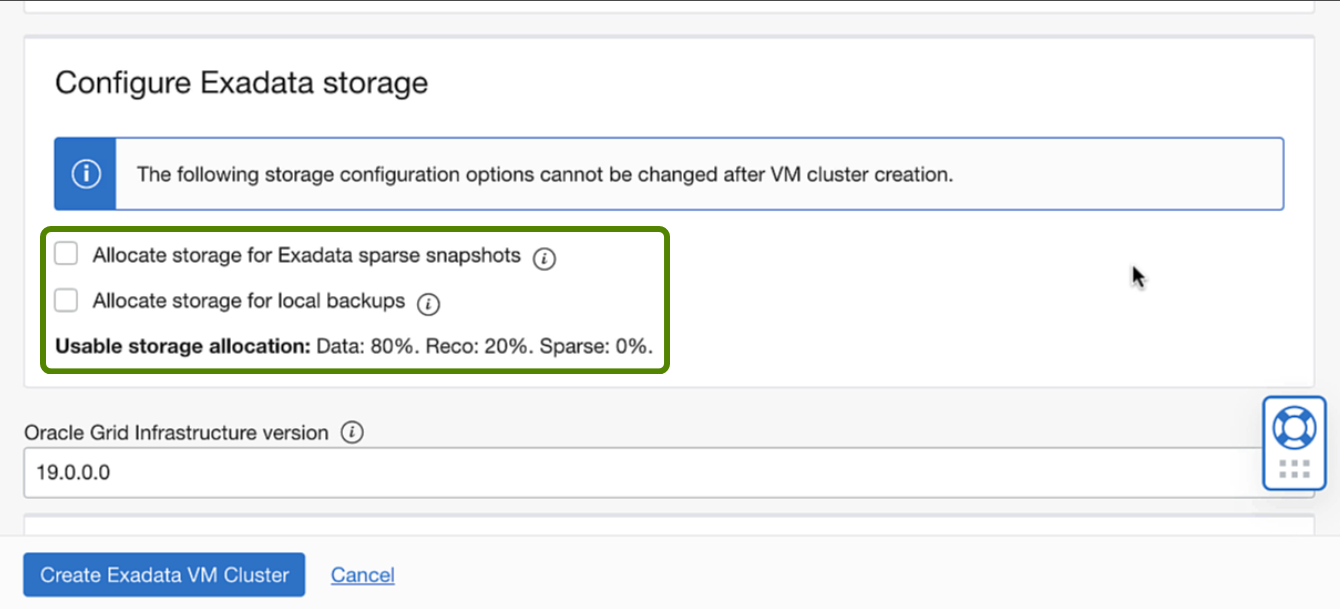 Configure Exadata storage
The following storage configuration options cannot be changed after VM cluster creation.
Allocate storage for Exadata sparse snapshots
Allocate storage for local backups
Usable storage allocation: Data: 80%. Reco: 20%. Sparse: 0%.
Oracle Grid Infrastructure version
19.0.0.0
Create Exadata VM Cluster Cancel